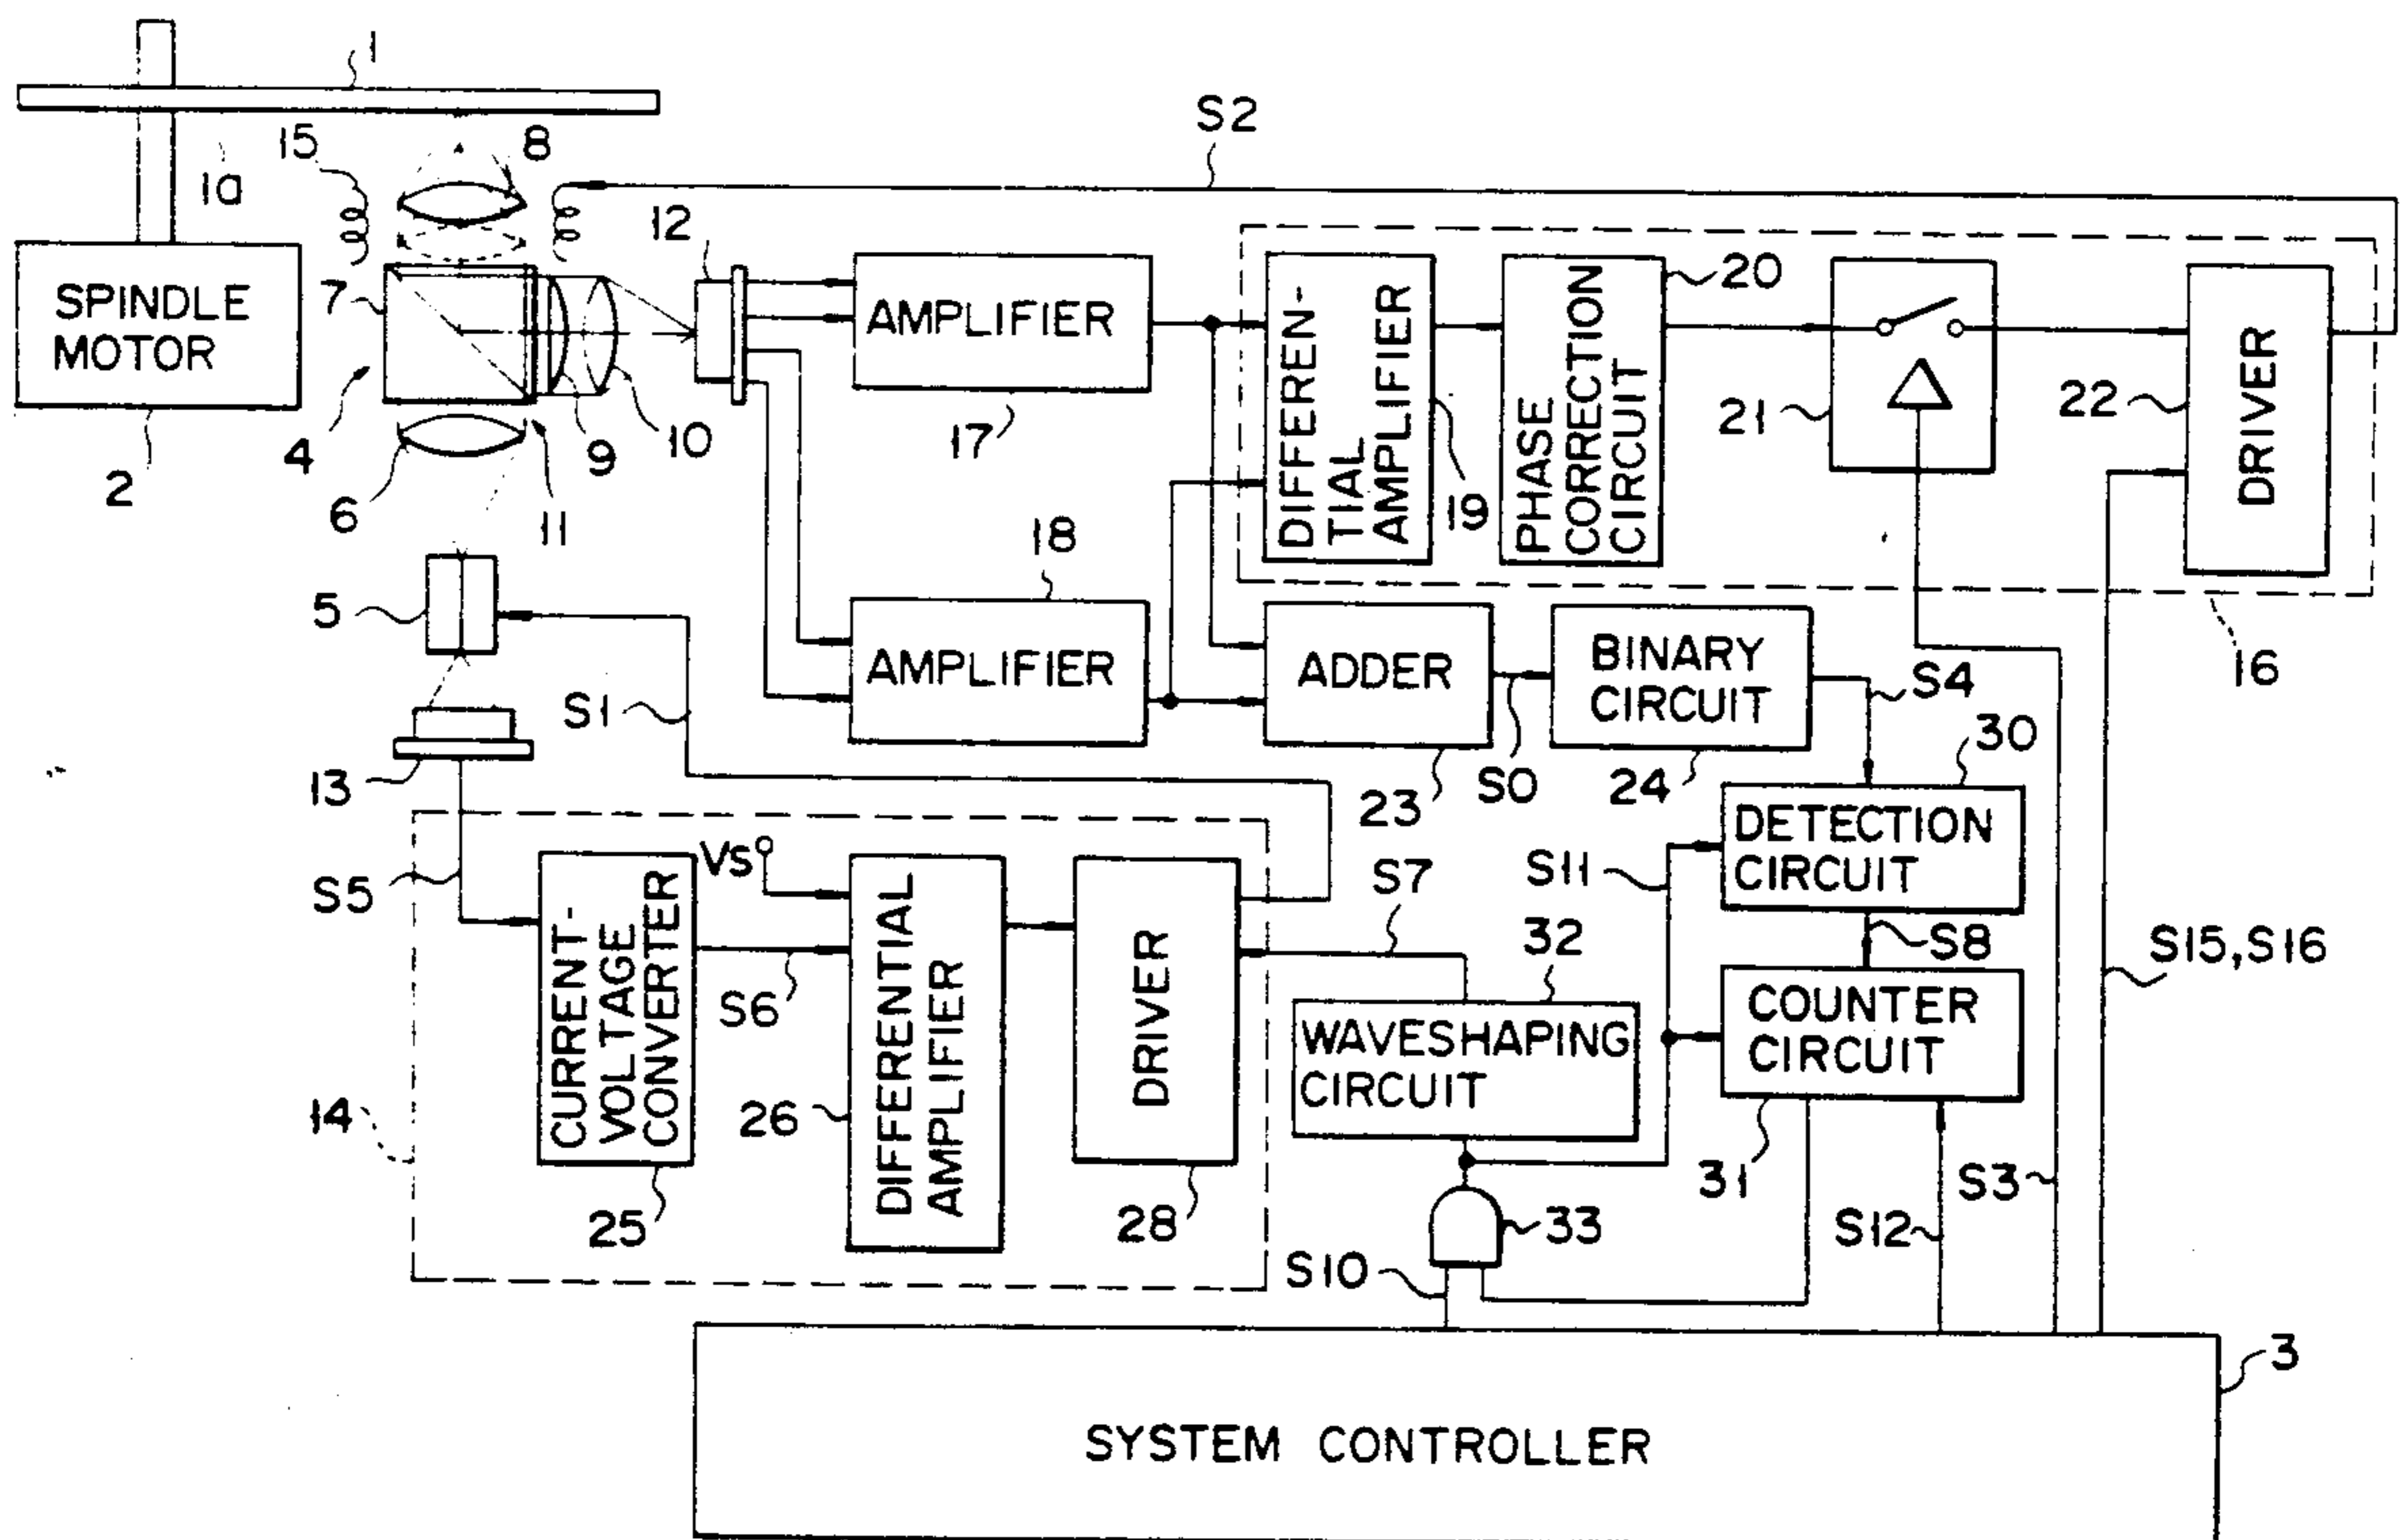 1
S2
15
8
1a
12
SPINDLE
MOTOR
7
AMPLIFIER
DIFFEREN-
TIAL
AMPLIFIER
PHASE
CORRECTION
CIRCUIT
20
21
22
DRIVER
4
9
10
17
19
2
6
11
18
5
AMPLIFIER
ADDER
BINARY
CIRCUIT
S4
16
S1
30
13
23
S0
24
DETECTION
CIRCUIT
Vs
S11
S5
S7
32
S8
S15,S16
CURRENT-
VOLTAGE
CONVERTER
S6
DIFFERENTIAL
AMPLIFIER
DRIVER
WAVESHAPING
CIRCUIT
COUNTER
CIRCUIT
14
26
31
S3
25
28
33
S12
S10
3
SYSTEM CONTROLLER